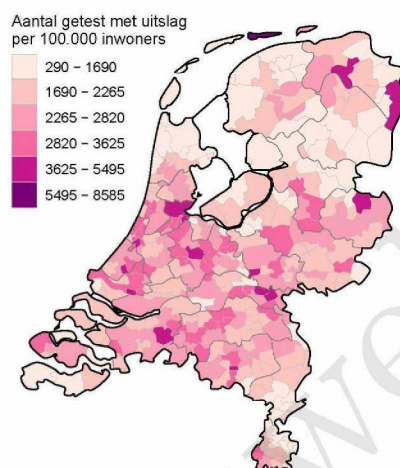 Aantal getest met uitslag
per 100.000 inwoners
290 – 1690
1690 – 2265
2265 – 2820
2820 – 3625
3625 – 5495
5495 – 8585